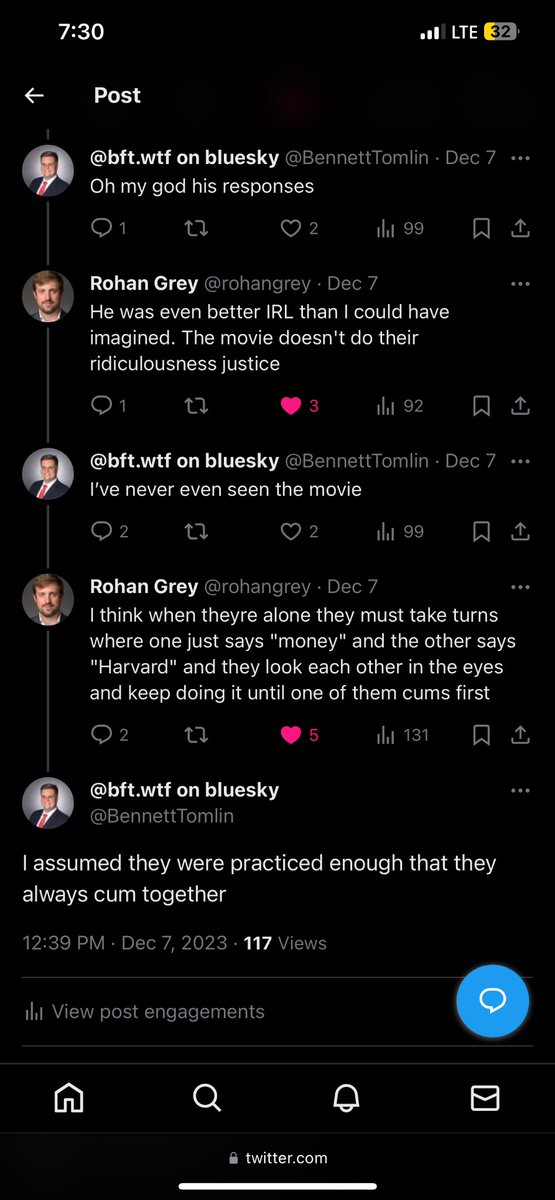 7:30
LTE 32
Post
@bft.wtf on bluesky @BennettTomlin · Dec 7
Oh my god his responses
1 2 99
Rohan Grey @rohangrey · Dec 7
He was even better IRL than I could have
imagined. The movie doesn't do their
ridiculousness justice
1 3 92
@bft.wtf on bluesky @BennettTomlin · Dec 7
I’ve never even seen the movie
2 2 99
Rohan Grey @rohangrey · Dec 7
I think when theyre alone they must take turns
where one just says "money" and the other says
"Harvard" and they look each other in the eyes
and keep doing it until one of them cums first
2 5 131
@bft.wtf on bluesky
@BennettTomlin
I assumed they were practiced enough that they
always cum together
12:39 PM · Dec 7, 2023 · 117 Views
View post engagements
twitter.com